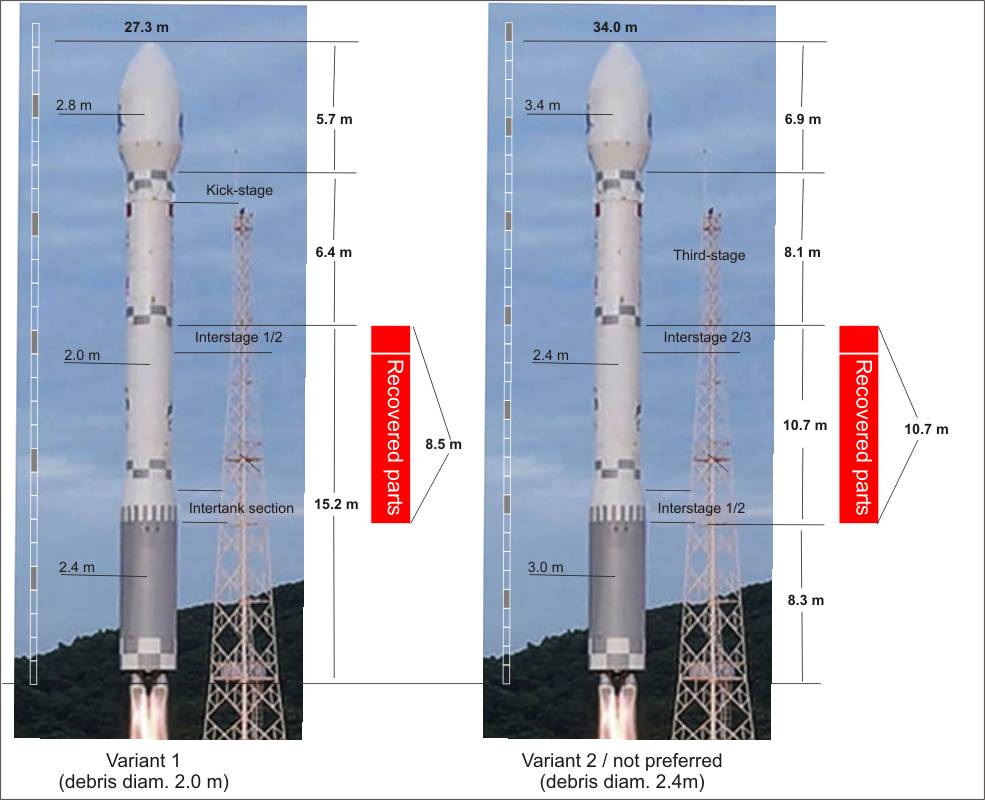 27.3 m
2.8 m
5.7 m
Kick-stage
6.4 m
Interstage 1/2
2.0 m
Recovered parts
8.5 m
15.2 m
Intertank section
2.4 m
Variant 1
(debris diam. 2.0 m)
34.0 m
3.4 m
6.9 m
8.1 m
Third-stage
Interstage 2/3
2.4 m
Recovered parts
10.7 m
10.7 m
Interstage 1/2
3.0 m
8.3 m
Variant 2 / not preferred
(debris diam. 2.4m)